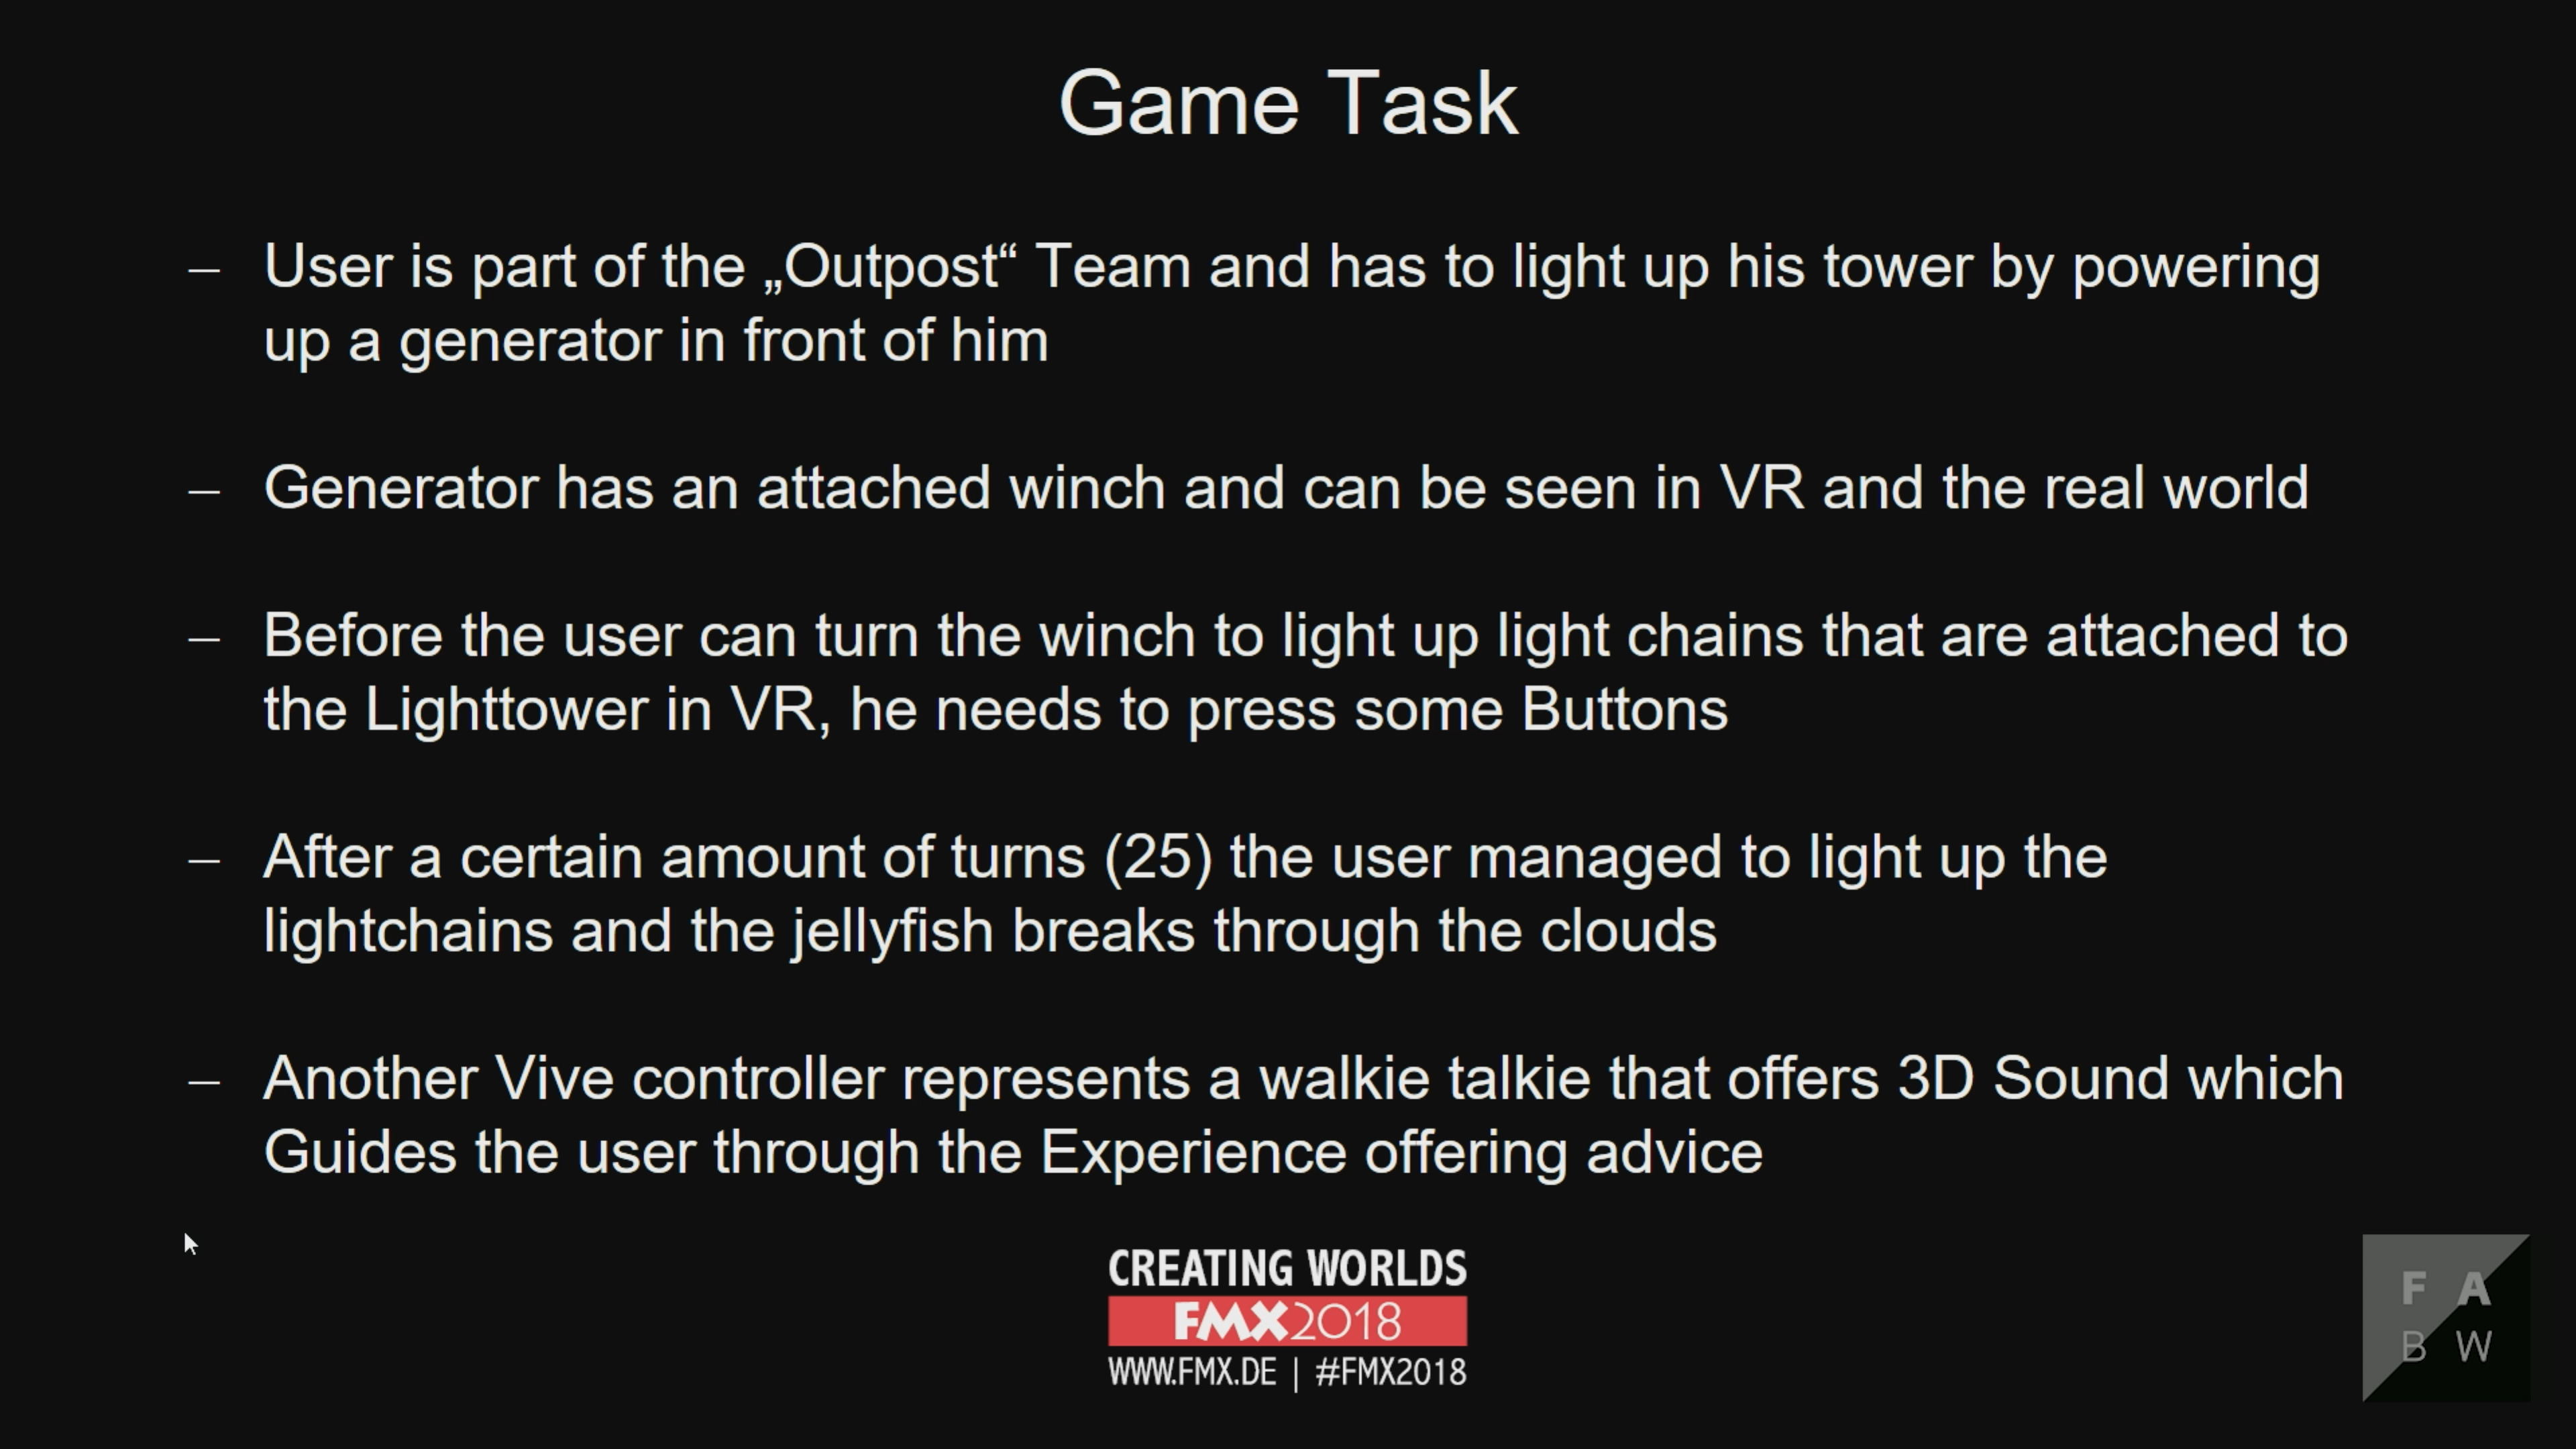 Game Task
– User is part of the „Outpost“ Team and has to light up his tower by powering
up a generator in front of him
– Generator has an attached winch and can be seen in VR and the real world
– Before the user can turn the winch to light up light chains that are attached to
the Lighttower in VR, he needs to press some Buttons
– After a certain amount of turns (25) the user managed to light up the
lightchains and the jellyfish breaks through the clouds
– Another Vive controller represents a walkie talkie that offers 3D Sound which
Guides the user through the Experience offering advice
CREATING WORLDS
FMX2018
WWW.FMX.DE | #FMX2018
F A
B W